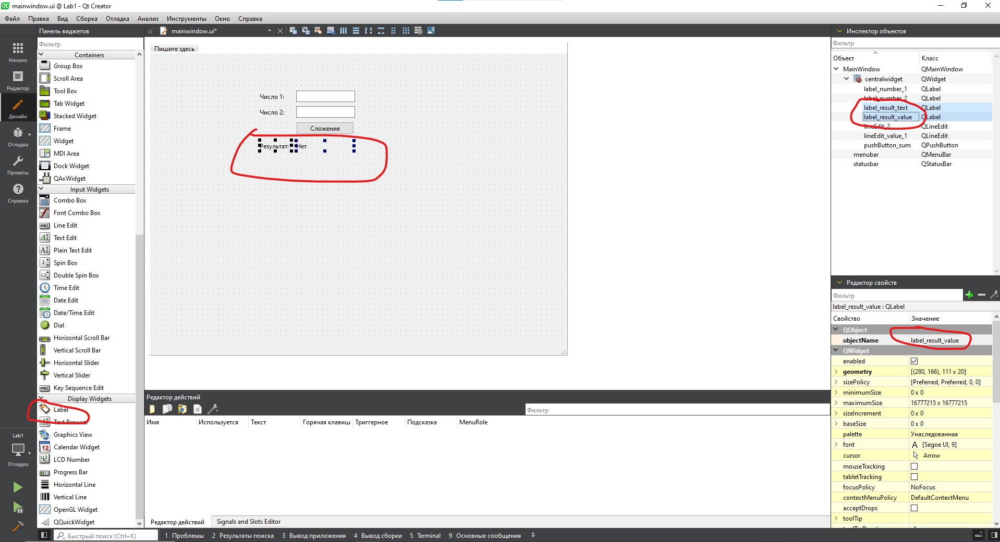 mainwindow.ui @ Lab1 - Qt Creator
Файл Правка Вид Сборка Отладка Анализ Инструменты Окно Справка
Панель виджетов
mainwindow.ui*
Инспектор объектов
Фильтр
Начало
Редактор
Дизайн
Отладка
Проекты
Справка
Lab1
Отладка
Containers
Group Box
Scroll Area
Tool Box
Tab Widget
Stacked Widget
Frame
Widget
MDI Area
Dock Widget
QAxWidget
Input Widgets
Combo Box
Font Combo Box
Line Edit
Text Edit
Plain Text Edit
Spin Box
Double Spin Box
Time Edit
Date Edit
Date/Time Edit
Dial
Horizontal Scroll Bar
Vertical Scroll Bar
Horizontal Slider
Vertical Slider
Key Sequence Edit
Display Widgets
Label
Text Browser
Graphics View
Calendar Widget
LCD Number
Progress Bar
Horizontal Line
Vertical Line
OpenGL Widget
QQuickWidget
Пишите здесь
Число 1:
Число 2:
Сложение
Результат: Нет
Редактор действий
Фильтр
Имя Используется Текст Горячая клавиш Триггерное Подсказка MenuRole
Редактор действий Signals and Slots Editor
Фильтр
Объект Класс
MainWindow QMainWindow
centralwidget QWidget
label_number_1 QLabel
label_number_2 QLabel
label_result_text QLabel
label_result_value QLabel
lineEdit_2 QLineEdit
lineEdit_value_1 QLineEdit
pushButton_sum QPushButton
menubar QMenuBar
statusbar QStatusBar
Редактор свойств
Фильтр
label_result_value : QLabel
Свойство Значение
QObject
objectName label_result_value
QWidget
enabled
geometry [(280, 166), 111 x 20]
sizePolicy [Preferred, Preferred, 0, 0]
minimumSize 0 x 0
maximumSize 16777215 x 16777215
sizeIncrement 0 x 0
baseSize 0 x 0
palette Унаследованная
font A [Segoe UI, 9]
cursor Arrow
mouseTracking
tabletTracking
focusPolicy NoFocus
contextMenuPolicy DefaultContextMenu
acceptDrops
toolTip
Быстрый поиск (Ctrl+K) 1 Проблемы 2 Результаты поиска 3 Вывод приложения 4 Вывод сборки 5 Terminal 9 Основные сообщения